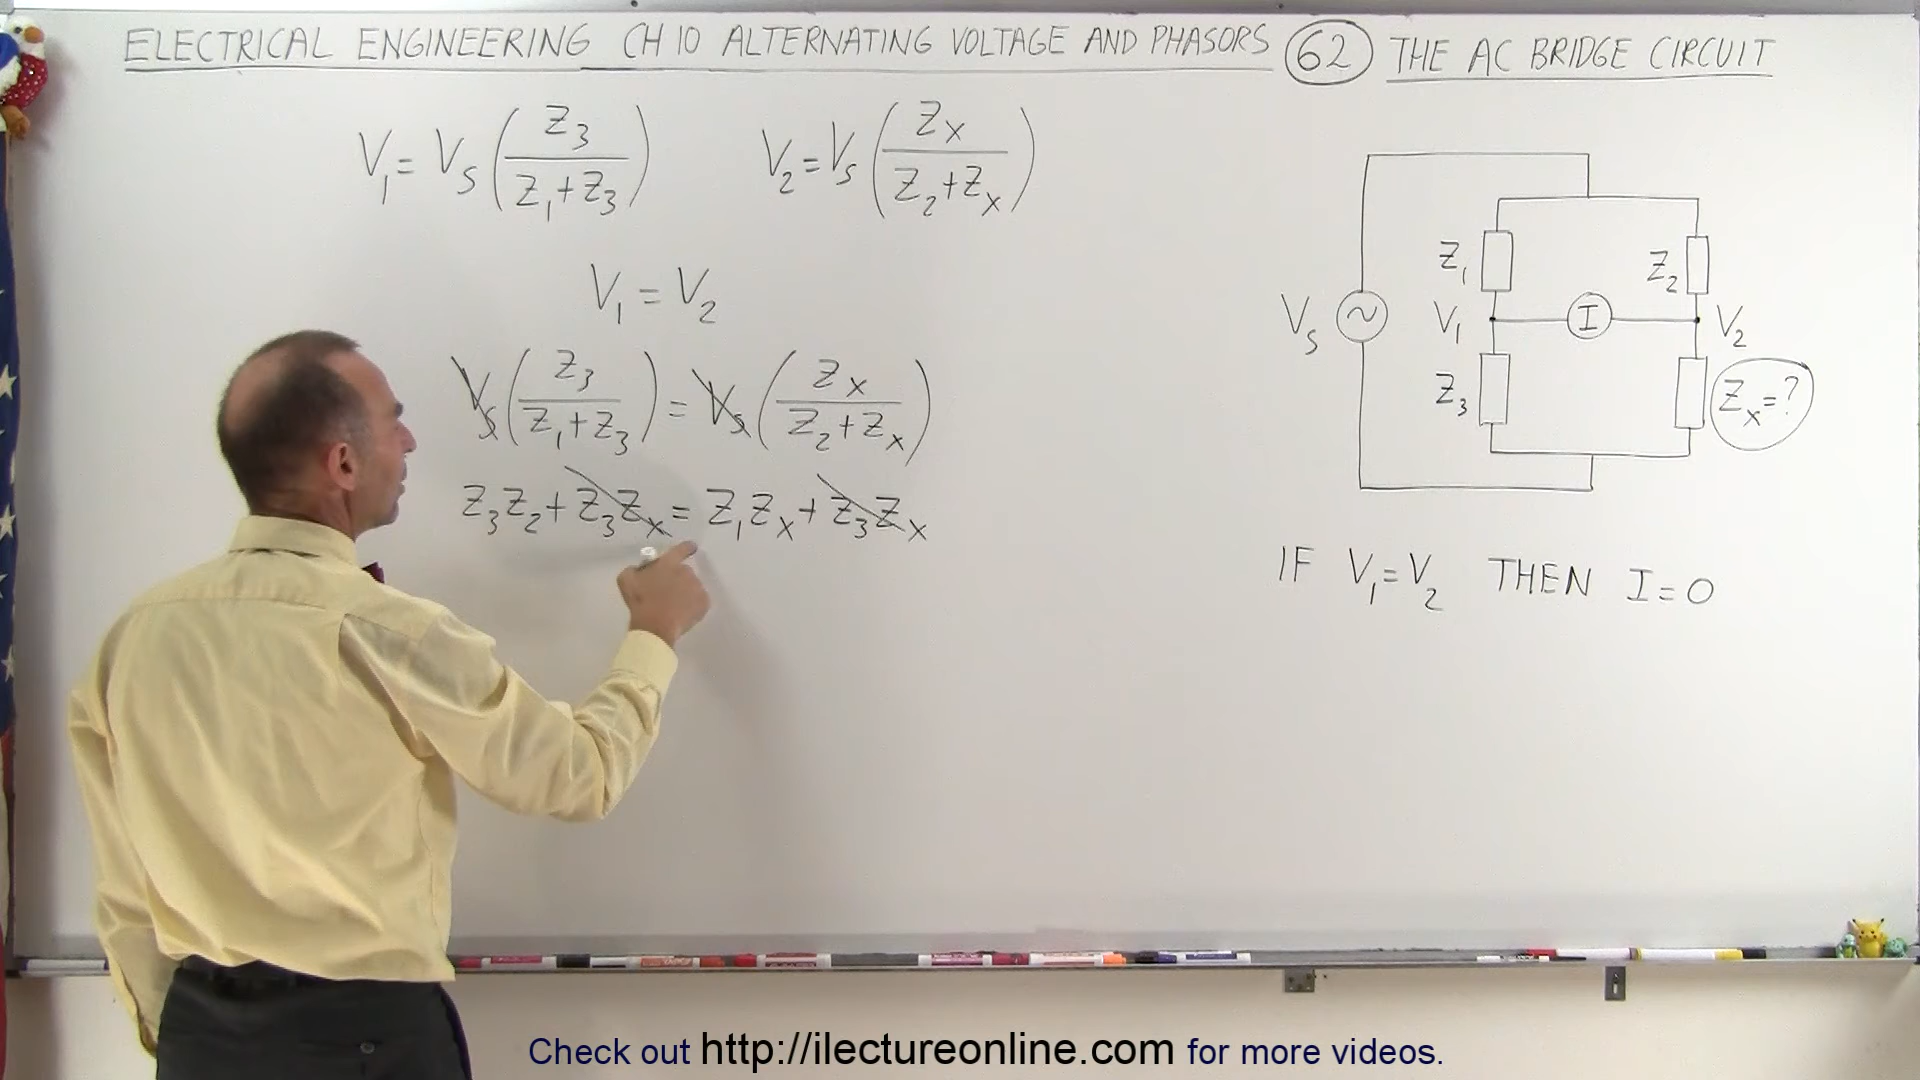 ELECTRICAL ENGINEERING CH 10 ALTERNATING VOLTAGE AND PHASORS 62 THE AC BRIDGE CIRCUIT
V₁ = Vs (Z₃ / (Z₁ + Z₃)) V₂ = Vs (Zx / (Z₂ + Zx))
V₁ = V₂
Vs (Z₃ / (Z₁ + Z₃)) = Vs (Zx / (Z₂ + Zx))
Z₃Z₂ + Z₃Zx = Z₁Zx + Z₃Zx
Z₁ Z₂
Vs ~ V₁ I V₂
Z₃ Zx = ?
IF V₁ = V₂ THEN I = 0
Check out http://ilectureonline.com for more videos.